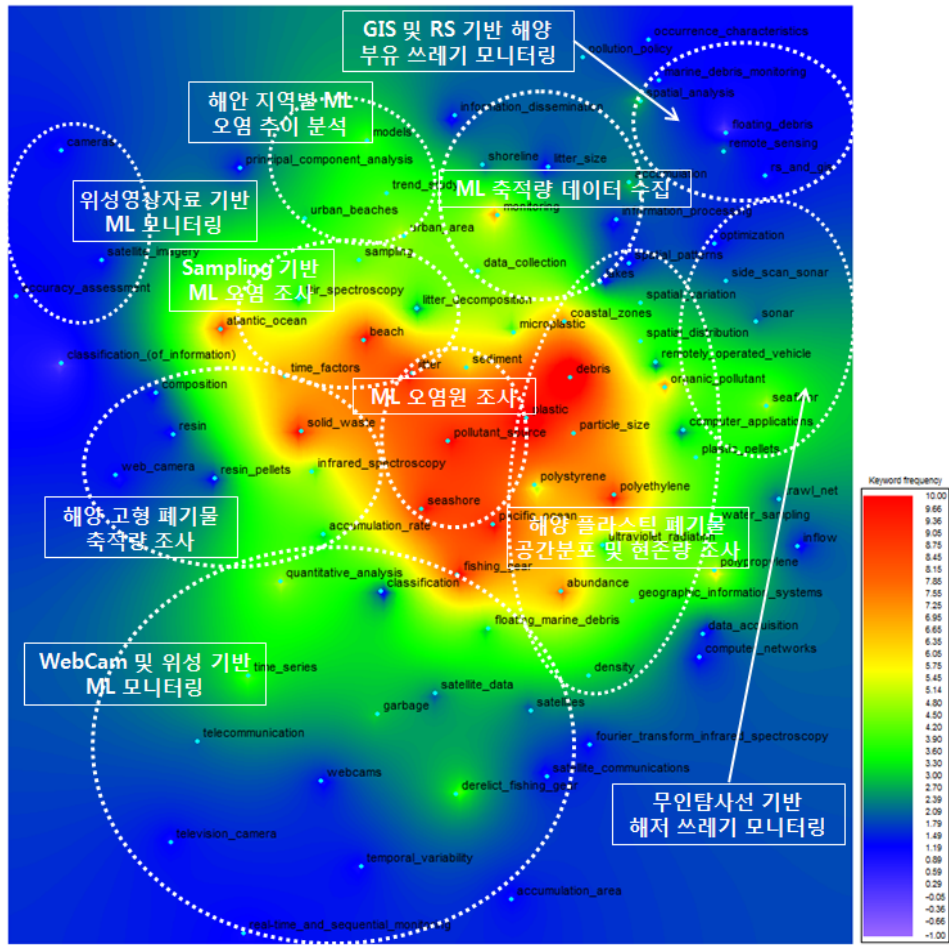 GIS 및 RS 기반 해양
부유 쓰레기 모니터링
occurrence_characteristics
pollution_policy
marine_debris_monitoring
spatial_analysis
해안 지역별 ML
오염 추이 분석
information_dissemination
models
floating_debris
cameras
remote_sensing
principal_component_analysis
shoreline
litter_size
accumulation
rs_and_gis
위성영상자료 기반
ML 모니터링
trend_study
ML 축적량 데이터 수집
urban_beaches
monitoring
information_processing
urban_area
optimization
satellite_imagery
sampling
spatial_patterns
Sampling 기반
ML 오염 조사
data_collection
lakes
side_scan_sonar
accuracy_assessment
litter_decomposition
spatial_variation
atlantic_ocean
microplastic
coastal_zones
sonar
beach
spatial_distribution
classification_(of_information)
time_factors
litter
sediment
debris
remotely_operated_vehicle
composition
organic_pollutant
ML 오염원 조사
seafloor
plastic
solid_waste
resin
pollutant_source
particle_size
computer_applications
plastic_pellets
web_camera
resin_pellets
infrared_spectroscopy
polystyrene
polyethylene
해양 고형 폐기물
축적량 조사
seashore
trawl_net
pacific_ocean
water_sampling
accumulation_rate
해양 플라스틱 폐기물
공간분포 및 현존량 조사
ultraviolet_radiation
inflow
fishing_gear
polypropylene
quantitative_analysis
classification
abundance
geographic_information_systems
floating_marine_debris
data_acquisition
WebCam 및 위성 기반
ML 모니터링
computer_networks
time_series
density
satellite_data
garbage
satellites
telecommunication
fourier_transform_infrared_spectroscopy
webcams
satellite_communications
derelict_fishing_gear
무인탐사선 기반
해저 쓰레기 모니터링
television_camera
temporal_variability
accumulation_area
real-time_and_sequential_monitoring
Keyword frequency
10.00
9.66
9.36
9.06
8.75
8.45
8.15
7.85
7.55
7.25
6.95
6.65
6.35
6.05
5.75
5.40
5.10
4.80
4.50
4.20
3.90
3.60
3.30
3.00
2.70
2.39
2.09
1.79
1.49
1.19
0.89
0.59
0.29
-0.05
-0.36
-0.66
-1.00